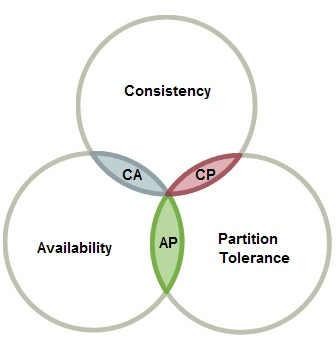 Consistency
CA
CP
Availability
AP
Partition
Tolerance